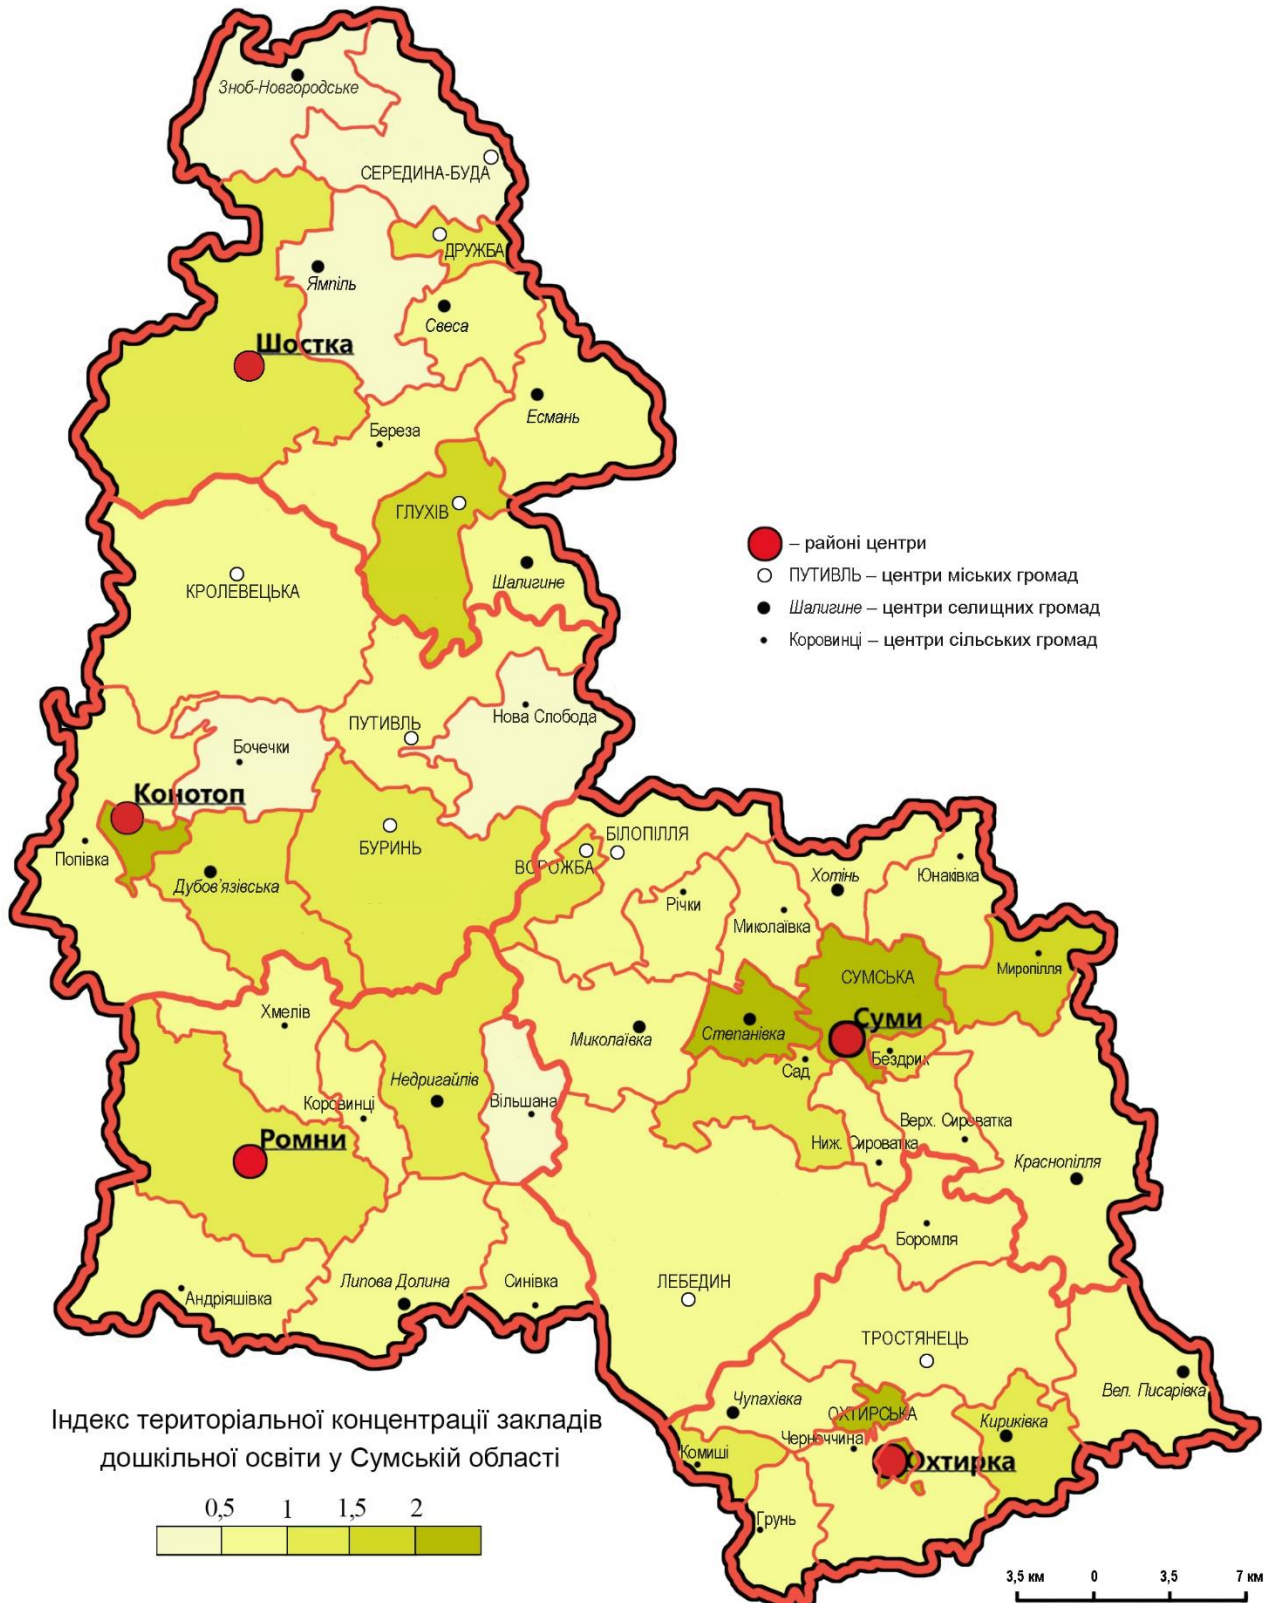 Зноб-Новгородське
СЕРЕДИНА-БУДА
ДРУЖБА
Ямпіль
Свеса
Шостка
Есмань
Береза
ГЛУХІВ
Шалигине
КРОЛЕВЕЦЬКА
– районі центри
ПУТИВЛЬ – центри міських громад
Шалигине – центри селищних громад
Коровинці – центри сільських громад
Нова Слобода
ПУТИВЛЬ
Бочечки
Конотоп
Попівка
Дубов'язівська
БУРИНЬ
ВОРОЖБА
БІЛОПІЛЛЯ
Річки
Миколаївка
Хотінь
Юнаківка
Миропілля
СУМСЬКА
Суми
Степанівка
Миколаївка
Сад
Бездрик
Хмелів
Недригайлів
Коровинці
Вільшана
Ромни
Верх. Сироватка
Ниж. Сироватка
Краснопілля
Боромля
Андріяшівка
Липова Долина
Синівка
ЛЕБЕДИН
ТРОСТЯНЕЦЬ
Вел. Писарівка
Чупахівка
ОХТИРСЬКА
Кириківка
Чернеччина
Комиші
Охтирка
Грунь
Індекс територіальної концентрації закладів
дошкільної освіти у Сумській області
0,5 1 1,5 2
3,5 км 0 3,5 7 км